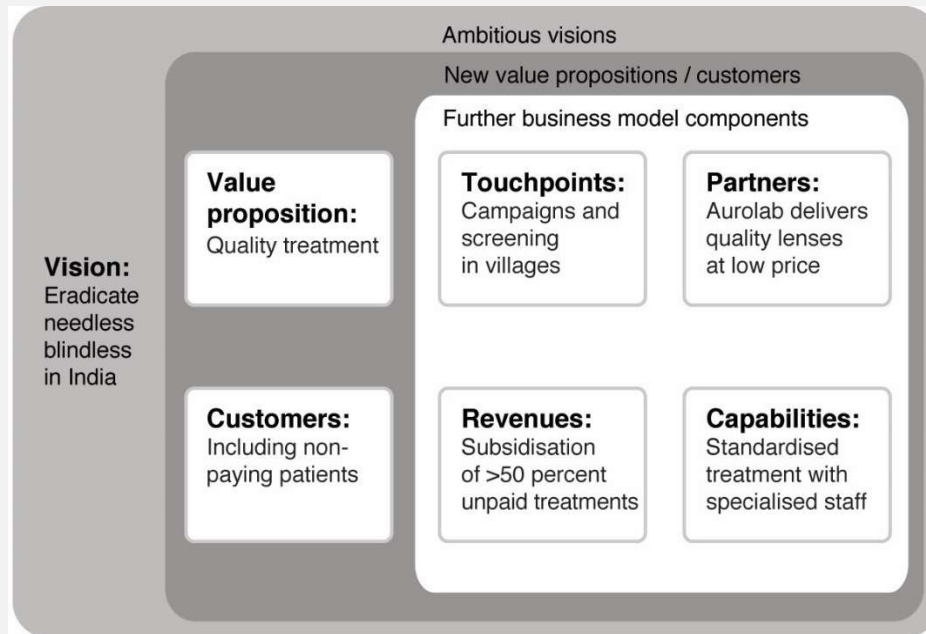 Ambitious visions
New value propositions / customers
Further business model components
Vision:
Eradicate
needless
blindless
in India
Value
proposition:
Quality treatment
Touchpoints:
Campaigns and
screening
in villages
Partners:
Aurolab delivers
quality lenses
at low price
Customers:
Including non-
paying patients
Revenues:
Subsidisation
of >50 percent
unpaid treatments
Capabilities:
Standardised
treatment with
specialised staff